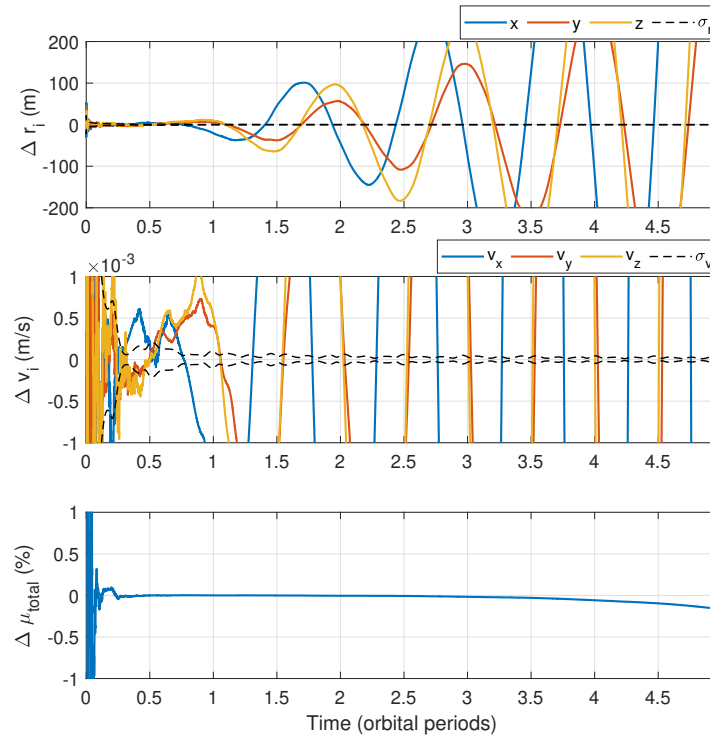 x y z σ_r
200
100
0
-100
-200
Δ r_i (m)
0 0.5 1 1.5 2 2.5 3 3.5 4 4.5
v_x v_y v_z σ_v
×10^-3
1
0.5
0
-0.5
-1
Δ v_i (m/s)
0 0.5 1 1.5 2 2.5 3 3.5 4 4.5
1
0.5
0
-0.5
-1
Δ μ_total (%)
0 0.5 1 1.5 2 2.5 3 3.5 4 4.5
Time (orbital periods)